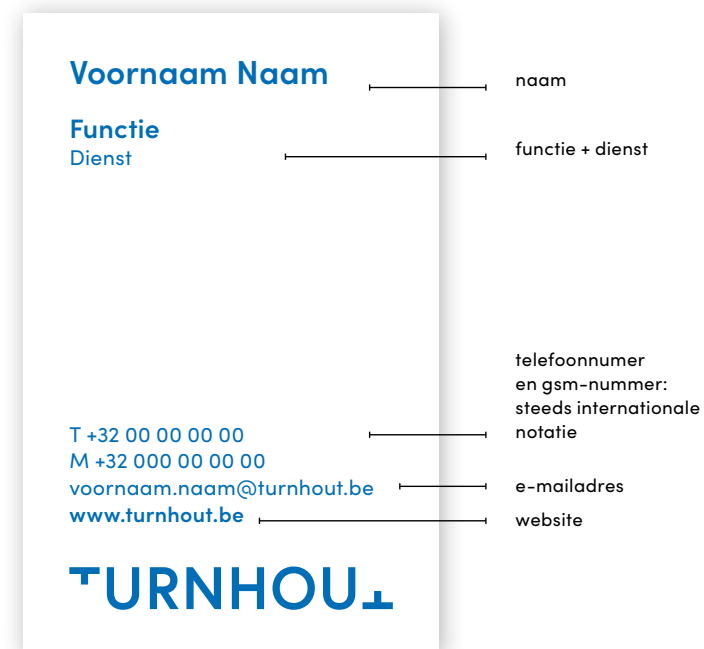 Voornaam Naam
naam
Functie
Dienst
functie + dienst
T +32 00 00 00 00
M +32 000 00 00 00
voornaam.naam@turnhout.be
www.turnhout.be
telefoonnumer
en gsm-nummer:
steeds internationale
notatie
e-mailadres
website
TURNHOUT